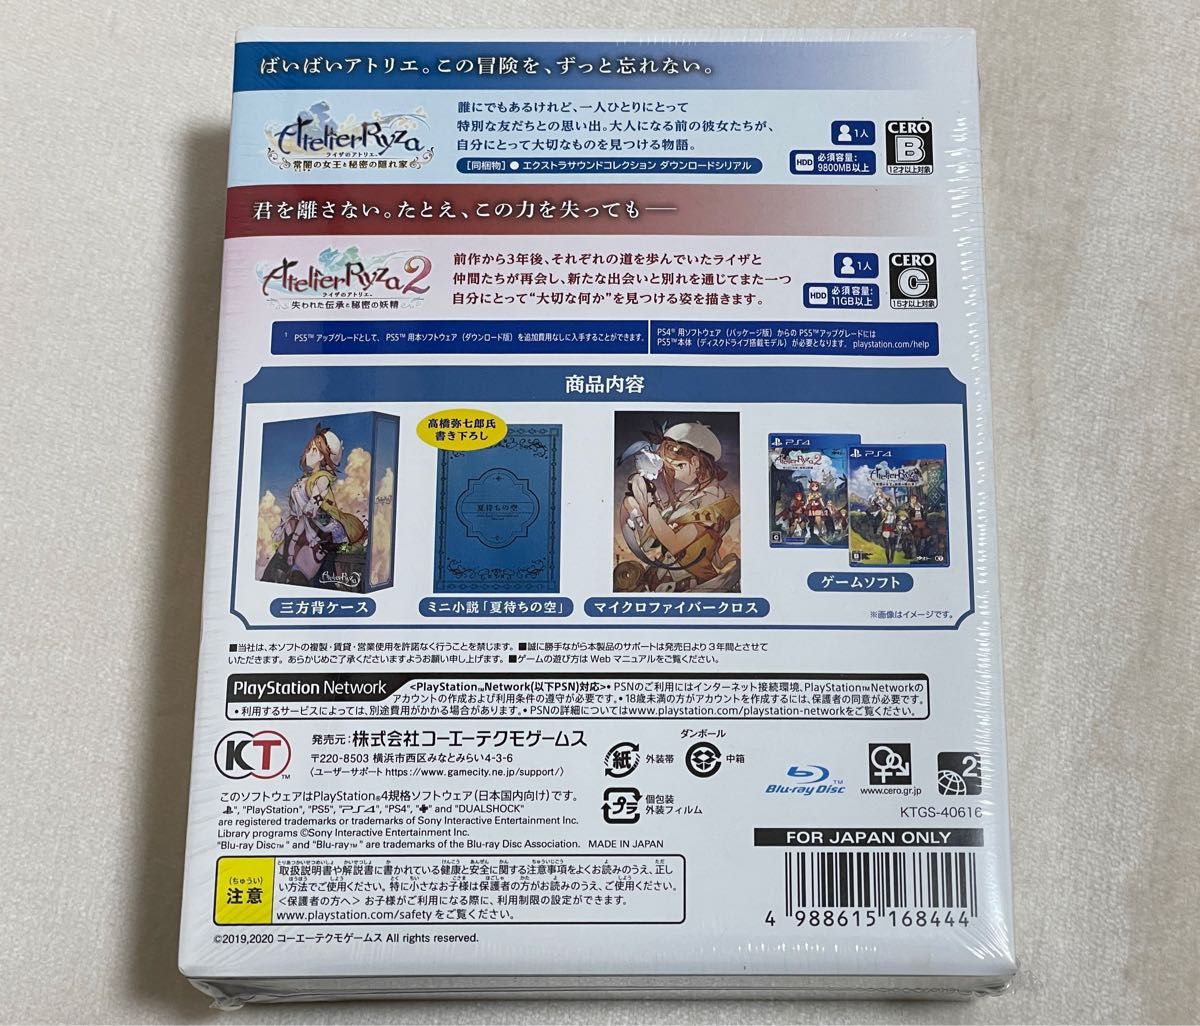 ばいばいアトリエ。この冒険を、ずっと忘れない。
Atelier Ryza
ライザのアトリエ
常闇の女王と秘密の隠れ家
誰にでもあるけれど、一人ひとりにとって
特別な友だちとの思い出。大人になる前の彼女たちが、
自分にとって大切なものを見つける物語。
[同梱物] ● エクストラサウンドコレクション ダウンロードシリアル
1人
HDD 必須容量:
9800MB以上
CERO
B
12才以上対象
君を離さない。たとえ、この力を失っても──
Atelier Ryza 2
ライザのアトリエ
失われた伝承と秘密の妖精
前作から3年後、それぞれの道を歩んでいたライザと
仲間たちが再会し、新たな出会いと別れを通じてまた一つ
自分にとって“大切な何か”を見つける姿を描きます。
1人
HDD 必須容量:
11GB以上
CERO
C
15才以上対象
¹ PS5™ アップグレードとして、PS5™ 用本ソフトウェア(ダウンロード版)を追加費用なしに入手することができます。
PS4® 用ソフトウェア(パッケージ版)からの PS5™ アップグレードには
PS5™ 本体(ディスクドライブ搭載モデル)が必要となります。 playstation.com/help
商品内容
高橋弥七郎氏
書き下ろし
夏待ちの空
Atelier Ryza
PS4
Atelier Ryza 2
PS4
Atelier Ryza
三方背ケース
ミニ小説「夏待ちの空」
マイクロファイバークロス
ゲームソフト
※画像はイメージです。
■当社は、本ソフトの複製・賃貸・営業使用を許諾なく行うことを禁じます。■誠に勝手ながら本製品のサポートは発売日より3年間とさせて
いただきます。あらかじめご了承くださいますようお願い申し上げます。■ゲームの遊び方は Web マニュアルをご覧ください。
PlayStation Network <PlayStation™Network(以下PSN)対応>• PSNのご利用にはインターネット接続環境、PlayStation™Networkの
アカウントの作成および利用条件の遵守が必要です。• 18歳未満の方がアカウントを作成するには、保護者の同意が必要です。
• 利用するサービスによっては、別途費用がかかる場合があります。• PSNの詳細についてはwww.playstation.com/playstation-networkをご覧ください。
KT™
発売元:株式会社コーエーテクモゲームス
〒220-8503 横浜市西区みなとみらい4-3-6
〈ユーザーサポート https://www.gamecity.ne.jp/support/〉
紙 外装帯
ダンボール
中箱
プラ 個包装
外装フィルム
Blu-ray Disc™
www.cero.gr.jp
2
KTGS-40616
このソフトウェアはPlayStation®4規格ソフトウェア(日本国内向け)です。
"PlayStation", "PS5", "PS4", "PS4", and "DUALSHOCK"
are registered trademarks or trademarks of Sony Interactive Entertainment Inc.
Library programs ©Sony Interactive Entertainment Inc.
"Blu-ray Disc™" and "Blu-ray™" are trademarks of the Blu-ray Disc Association. MADE IN JAPAN
FOR JAPAN ONLY
(ちゅうい)
注意
取扱説明書や解説書に書かれている健康と安全に関する注意事項をよくお読みのうえ、正し
い方法でご使用ください。特に小さなお子様は保護者の方がお読みのうえ、ご使用ください。
<保護者の方へ> お子様がご利用になる際に、利用制限の設定ができます。
www.playstation.com/safety をご覧ください。
4 988615 168444
©2019,2020 コーエーテクモゲームス All rights reserved.